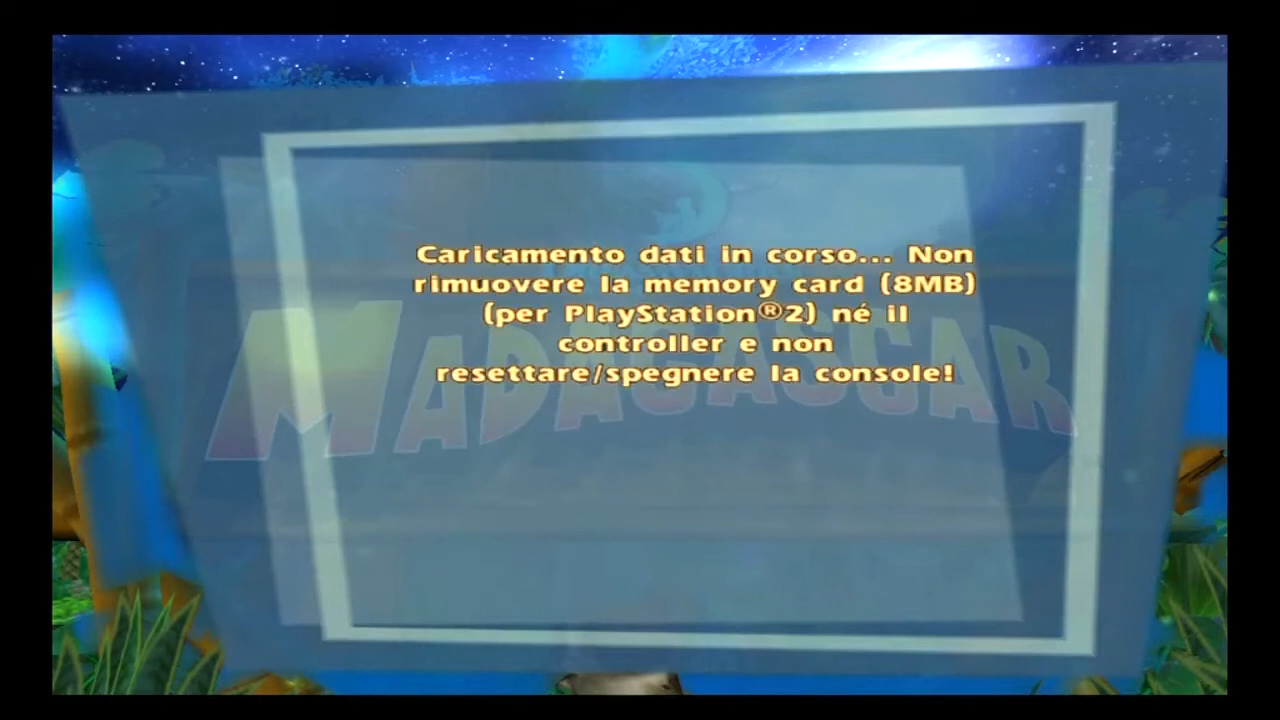 Caricamento dati in corso... Non
rimuovere la memory card (8MB)
(per PlayStation®2) né il
controller e non
resettare/spegnere la console!
MADAGASCAR